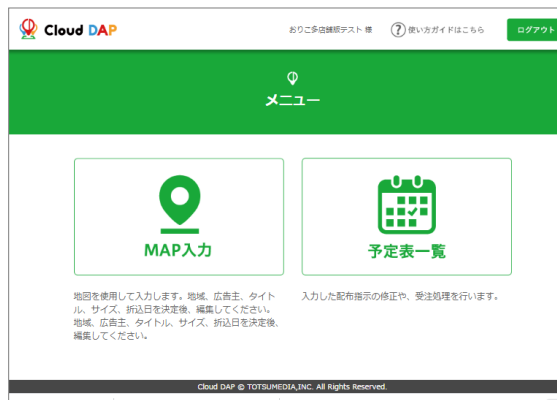 Cloud DAP
おりこ多店舗版テスト 様
? 使い方ガイドはこちら
ログアウト
メニュー
MAP入力
予定表一覧
地図を使用して入力します。地域、広告主、タイト
ル、サイズ、折込日を決定後、編集してください。
地域、広告主、タイトル、サイズ、折込日を決定後、
編集してください。
入力した配布指示の修正や、受注処理を行います。
Cloud DAP © TOTSUMEDIA,INC. All Rights Reserved.